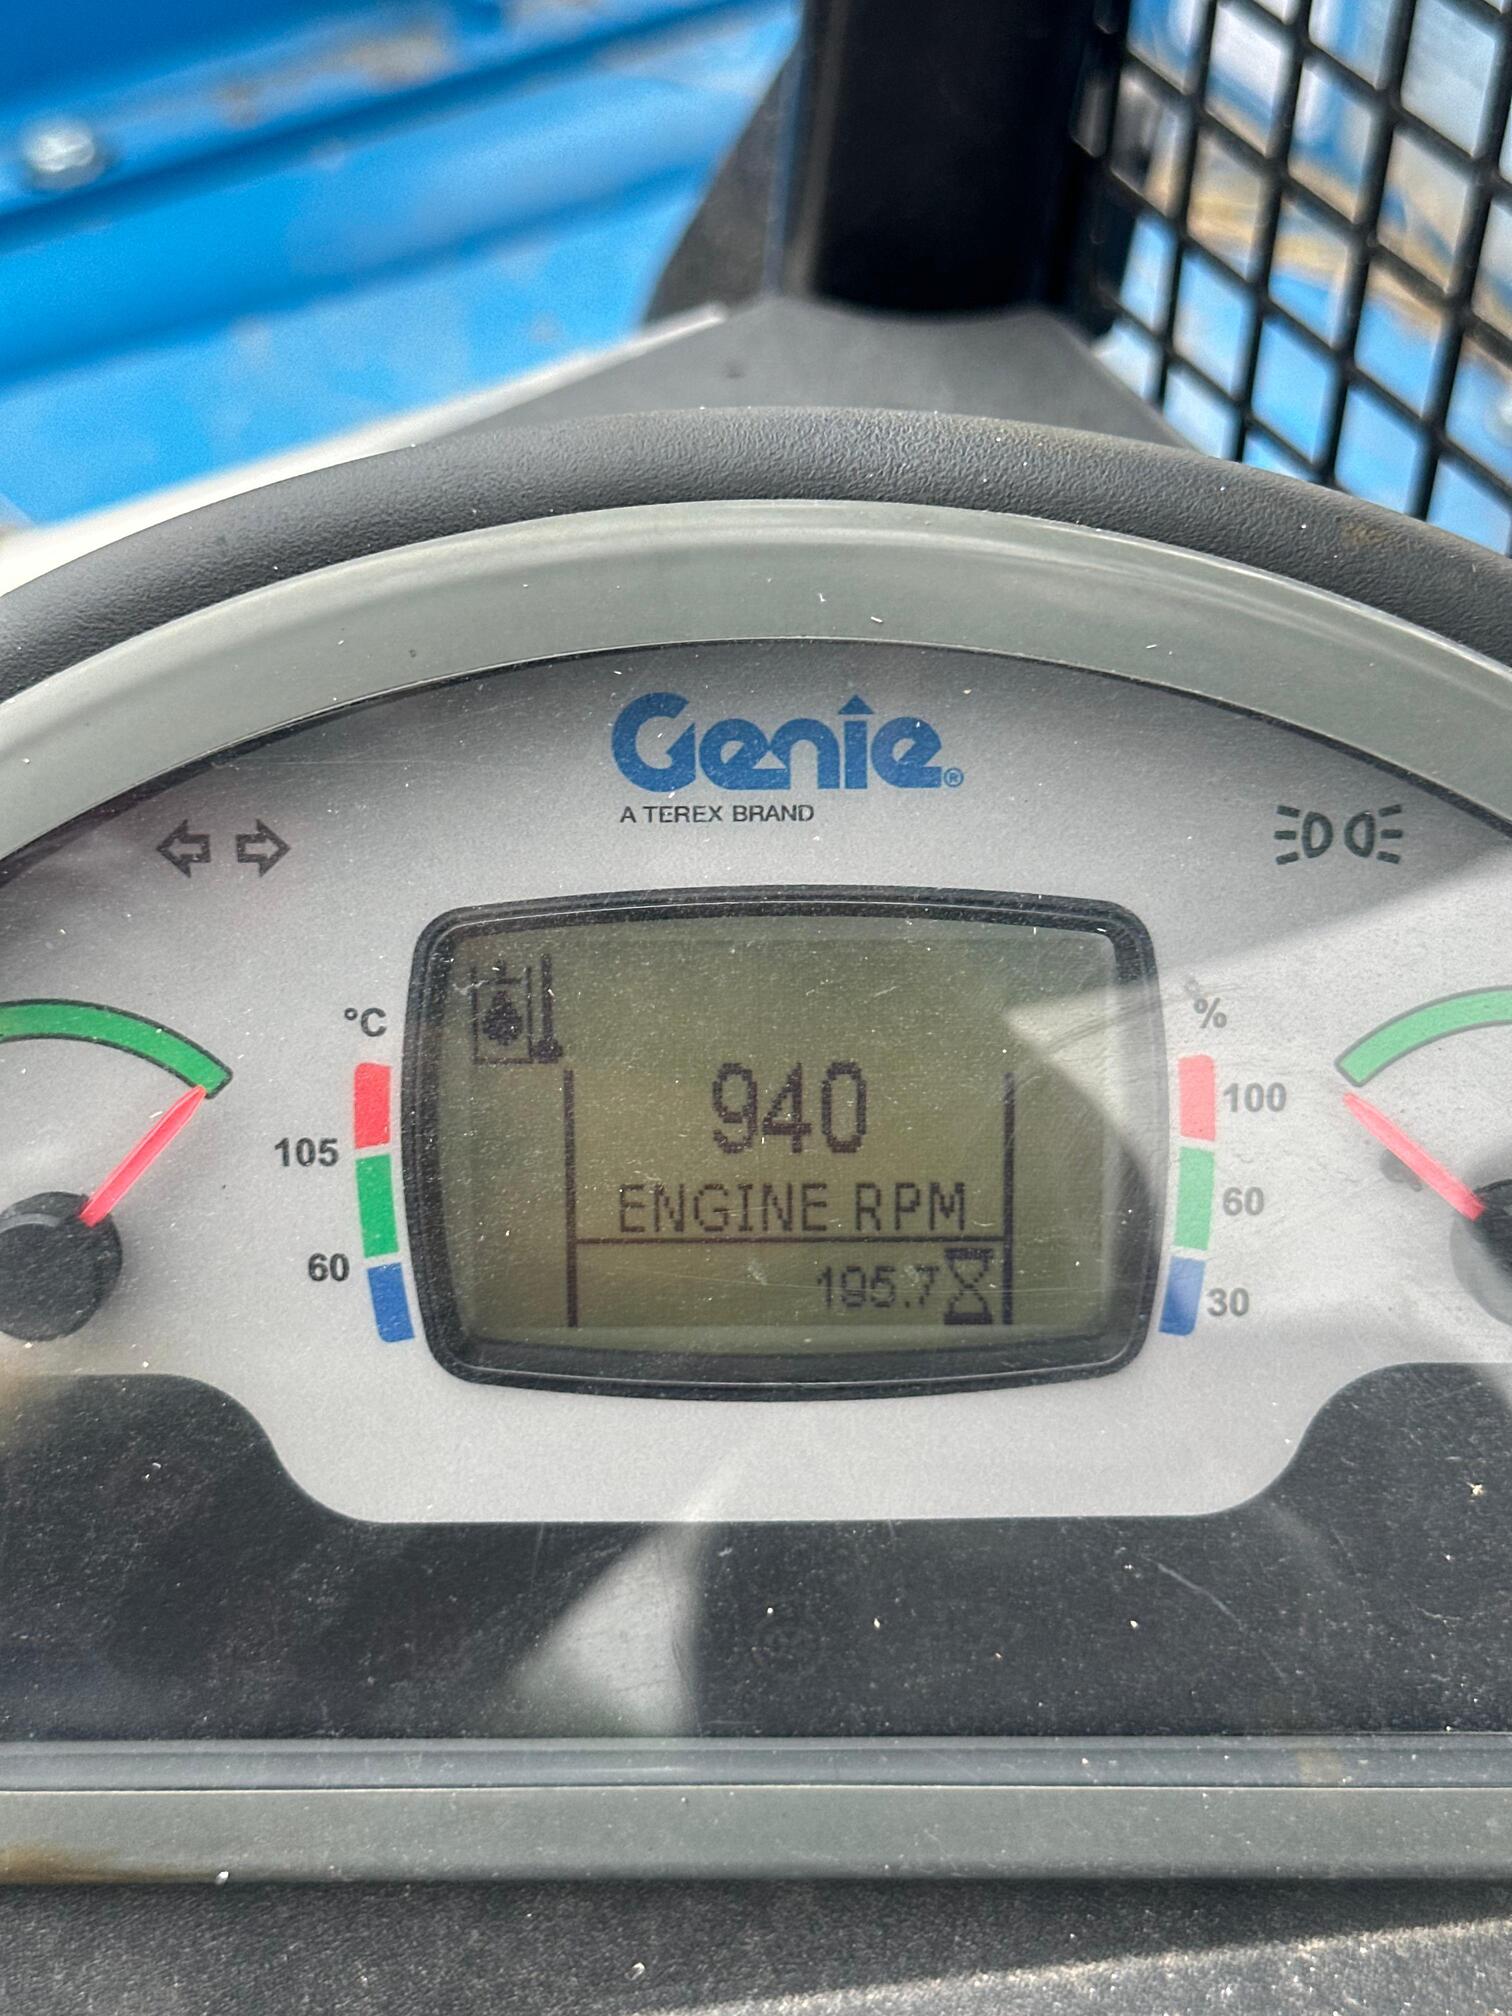 Genie®
A TEREX BRAND
°C
105
60
940
ENGINE RPM
195.7
%
100
60
30